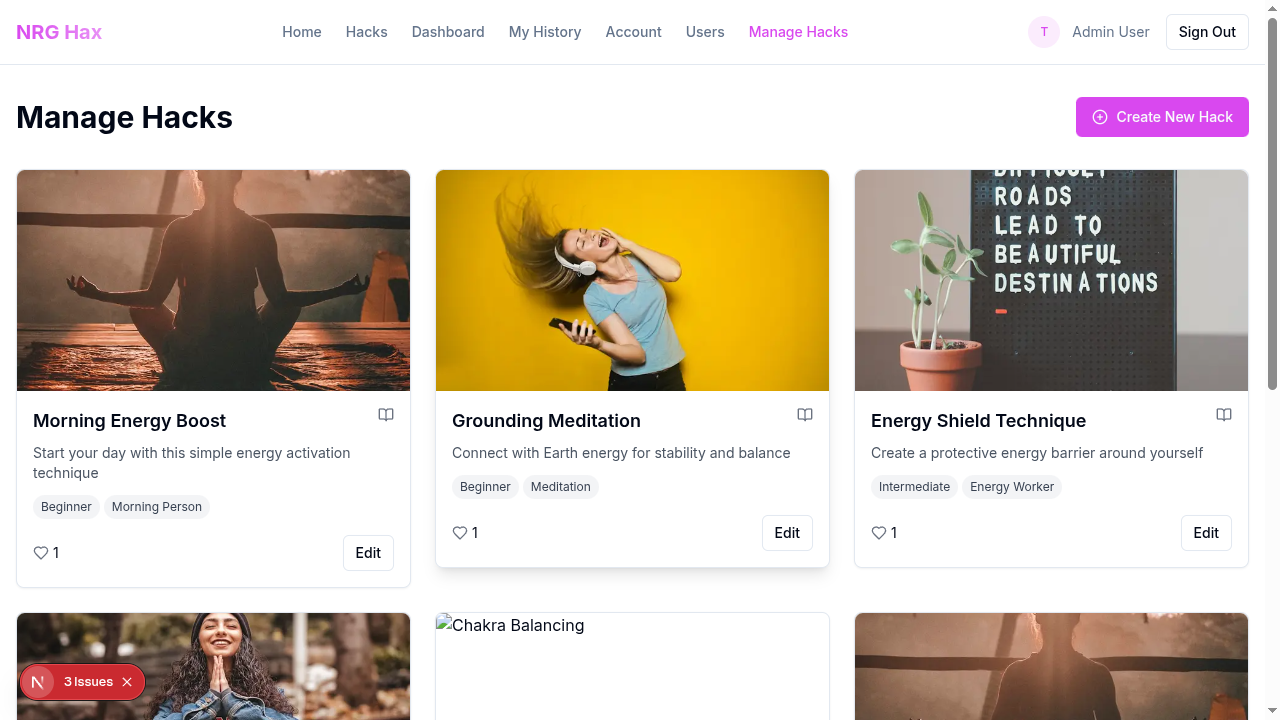 NRG Hax
Home
Hacks
Dashboard
My History
Account
Users
Manage Hacks
T
Admin User
Sign Out
Manage Hacks
Create New Hack
DIFFICULT
ROADS
LEAD TO
BEAUTIFUL
DESTINATIONS
Morning Energy Boost
Start your day with this simple energy activation
technique
Beginner
Morning Person
1
Edit
Grounding Meditation
Connect with Earth energy for stability and balance
Beginner
Meditation
1
Edit
Energy Shield Technique
Create a protective energy barrier around yourself
Intermediate
Energy Worker
1
Edit
Chakra Balancing
N
3 Issues